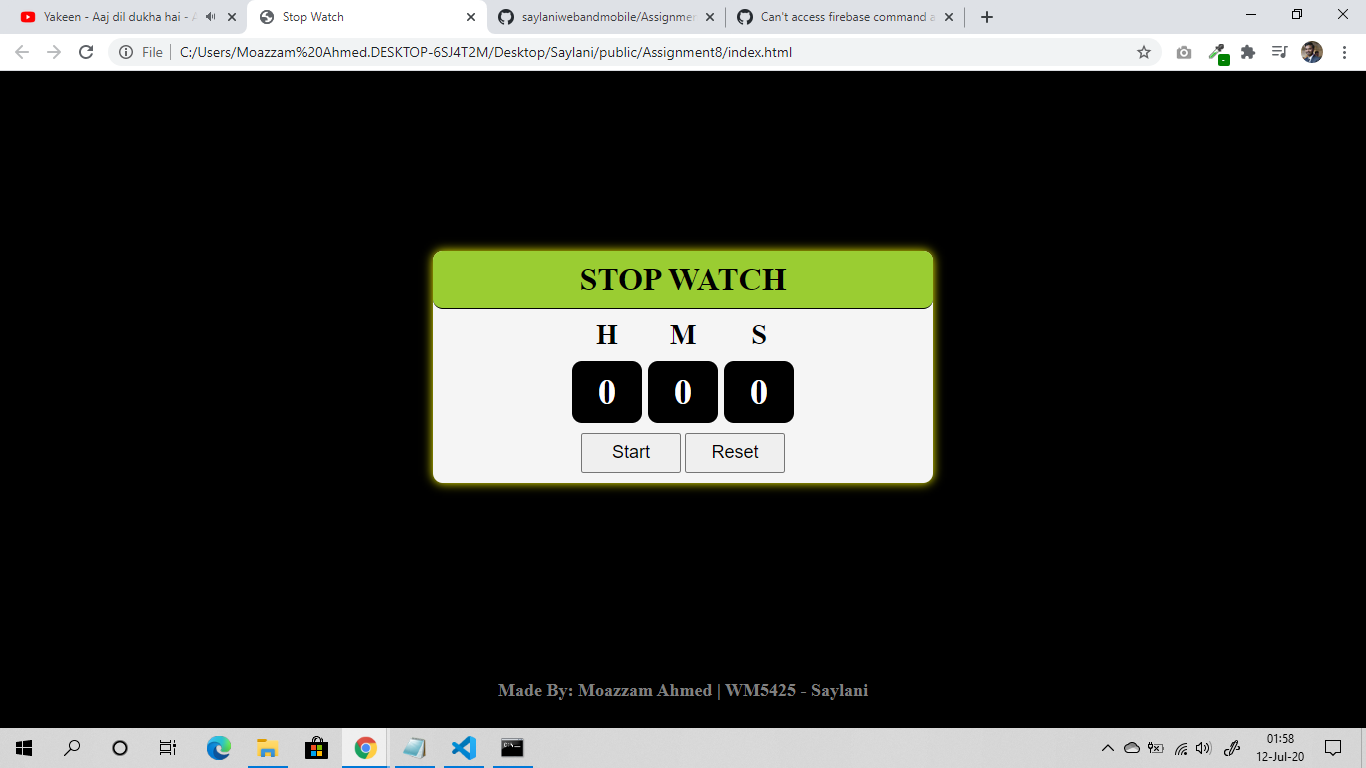 Yakeen - Aaj dil dukha hai -
Stop Watch
saylaniwebandmobile/Assignmen
Can't access firebase command
File
C:/Users/Moazzam%20Ahmed.DESKTOP-6SJ4T2M/Desktop/Saylani/public/Assignment8/index.html
STOP WATCH
H M S
0 0 0
Start Reset
Made By: Moazzam Ahmed | WM5425 - Saylani
01:58
12-Jul-20